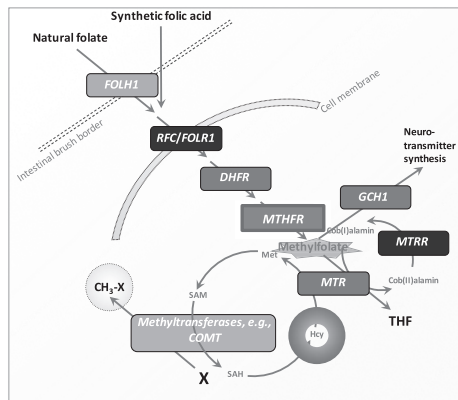 Synthetic folic acid
Natural folate
FOLH1
Intestinal brush border
Cell membrane
RFC/FOLR1
Neuro-
transmitter
synthesis
DHFR
GCH1
MTHFR
Cob(I)alamin
MTRR
Methylfolate
Met
MTR
Cob(II)alamin
CH3-X
SAM
THF
Methyltransferases, e.g.,
COMT
Hcy
X
SAH